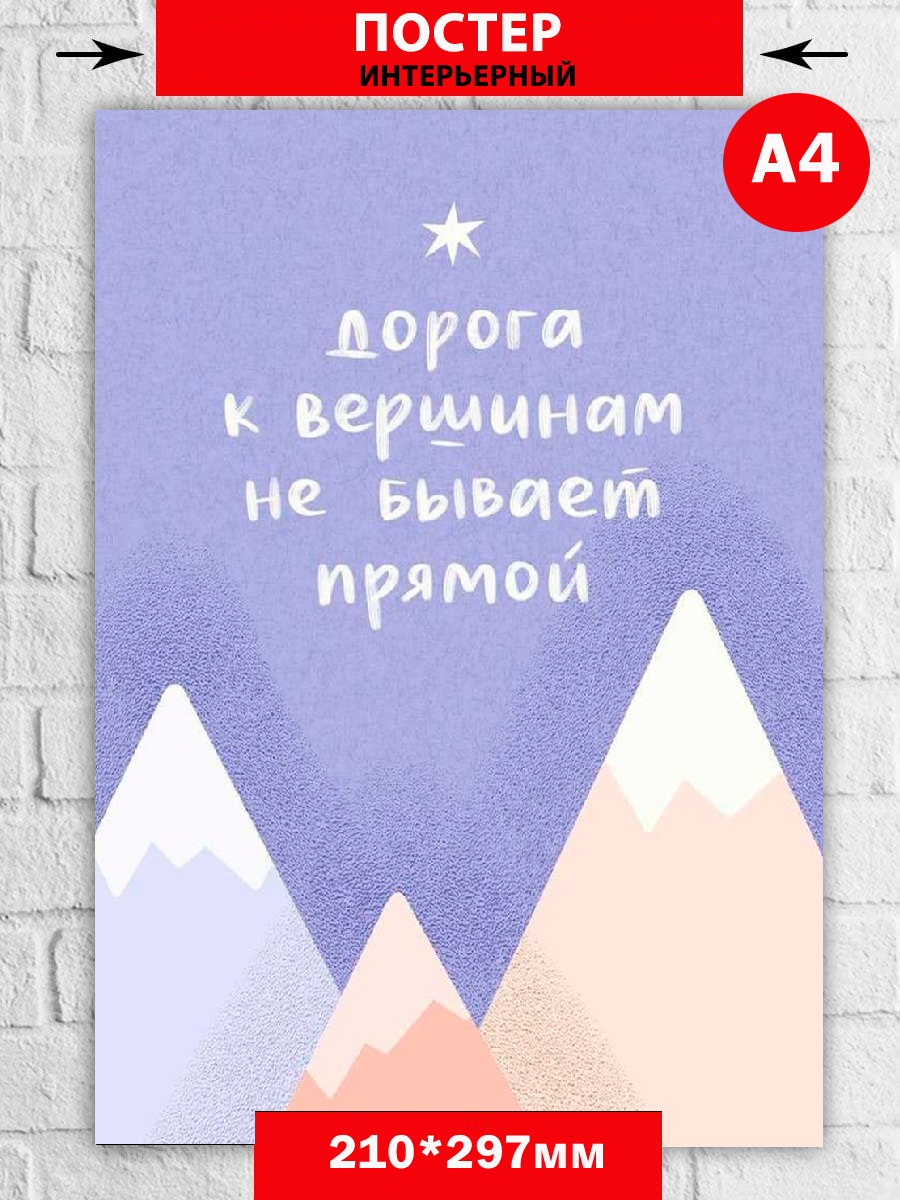 ПОСТЕР
ИНТЕРЬЕРНЫЙ
А4
дорога
к вершинам
не бывает
прямой
210*297мм